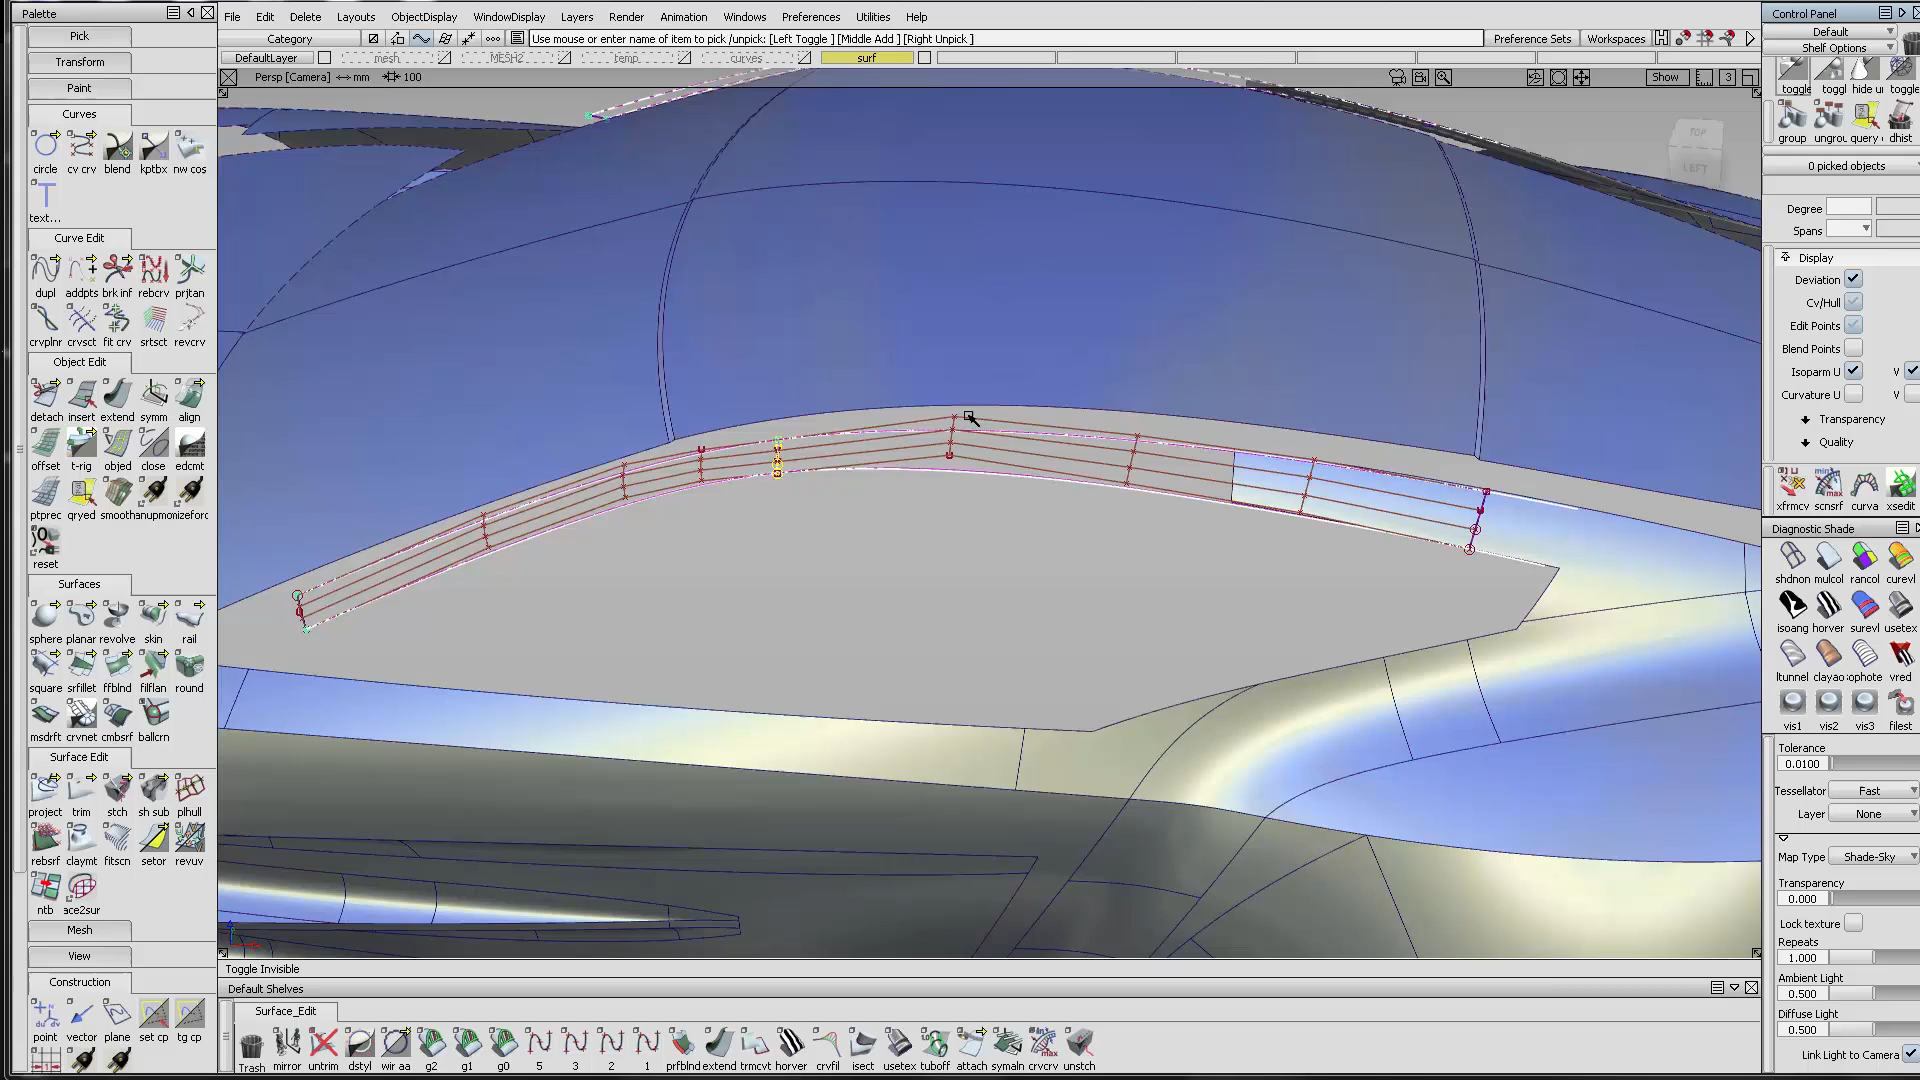 Palette
File Edit Delete Layouts ObjectDisplay WindowDisplay Layers Render Animation Windows Preferences Utilities Help
Control Panel
Default
Shelf Options
Category
Use mouse or enter name of item to pick /unpick: [Left Toggle ] [Middle Add ] [Right Unpick ]
Preference Sets
Workspaces
DefaultLayer mesh MESH2 temp curves surf
Persp [Camera] mm 100
Show
3
TOP
LEFT
Pick
Transform
Paint
Curves
circle cv crv blend kptbx nw cos
text...
Curve Edit
dupl addpts brk inf rebcrv prjtan
crvplnr crvsct fit crv srtsct revcrv
Object Edit
detach insert extend symm align
offset t-rig objed close edcmt
ptprec qryed smooth
reset
Surfaces
sphere planar revolve skin rail
square srfillet ffblnd filflan round
msdrft crvnet cmbsrf ballcrn
Surface Edit
project trim stch sh sub plhull
rebsrf claymt fitscn setor revuv
ntb ace2sur
Mesh
View
Construction
point vector plane set cp tg cp
toggle toggl hide u toggle
group ungrou query dhist
0 picked objects
Degree
Spans
Display
Deviation
Cv/Hull
Edit Points
Blend Points
Isoparm U V
Curvature U V
Transparency
Quality
xfrmcv scnsrf curva xsedit
Diagnostic Shade
shdnon mulcol rancol curevl
isoang horver surevl usetex
ltunnel clayao ophote vred
vis1 vis2 vis3 filest
Tolerance
0.0100
Tessellator Fast
Layer None
Map Type Shade-Sky
Transparency
0.000
Lock texture
Repeats
1.000
Ambient Light
0.500
Diffuse Light
0.500
Link Light to Camera
Toggle Invisible
Default Shelves
Surface_Edit
Trash mirror untrim dstyl wir aa g2 g1 g0 5 3 2 1 prfblnd extend trmcvt horver crvfil isect usetex tuboff attach symaln crvcrv unstch